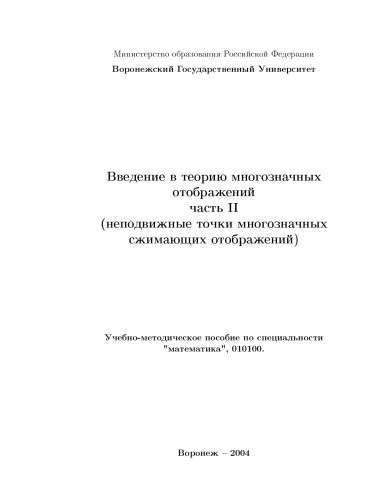 Министерство образования Российской Федерации
Воронежский Государственный Университет
Введение в теорию многозначных
отображений
часть II
(неподвижные точки многозначных
сжимающих отображений)
Учебно-методическое пособие по специальности
"математика", 010100.
Воронеж – 2004